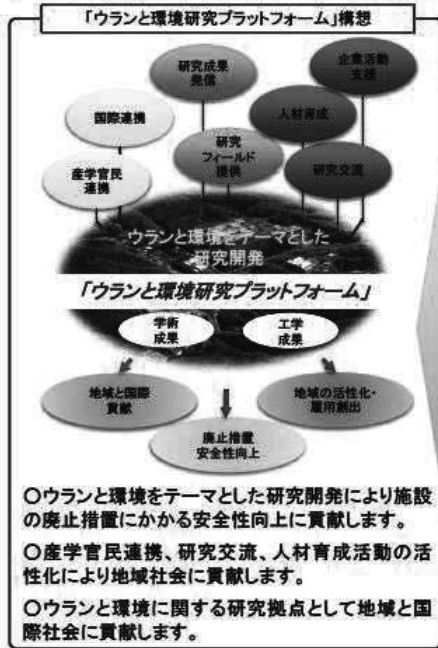 「ウランと環境研究プラットフォーム」構想
企業活動
支援
研究成果
発信
人材育成
国際連携
研究
フィールド
提供
研究交流
産学官民
連携
ウランと環境をテーマとした
研究開発
「ウランと環境研究プラットフォーム」
学術
成果
工学
成果
地域と国際
貢献
地域の活性化・
雇用創出
廃止措置
安全性向上
○ウランと環境をテーマとした研究開発により施設
の廃止措置にかかる安全性向上に貢献します。
○産学官民連携、研究交流、人材育成活動の活
性化により地域社会に貢献します。
○ウランと環境に関する研究拠点として地域と国
際社会に貢献します。